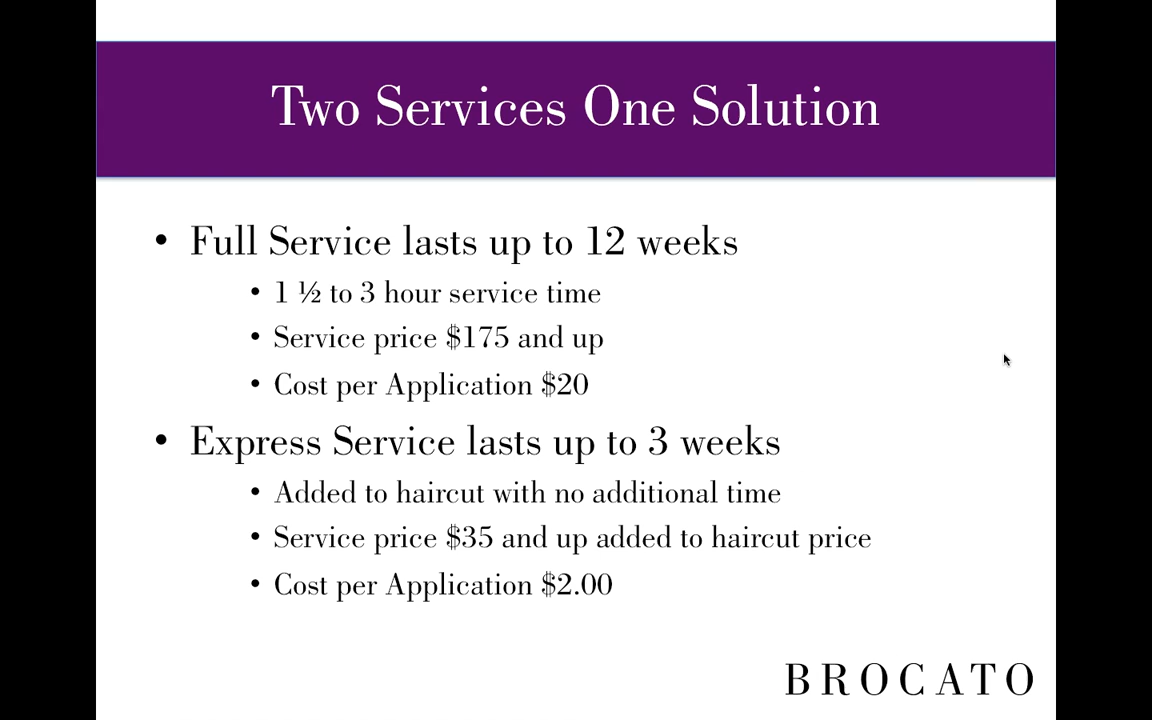 Two Services One Solution
• Full Service lasts up to 12 weeks
• 1 ½ to 3 hour service time
• Service price $175 and up
• Cost per Application $20
• Express Service lasts up to 3 weeks
• Added to haircut with no additional time
• Service price $35 and up added to haircut price
• Cost per Application $2.00
BROCATO